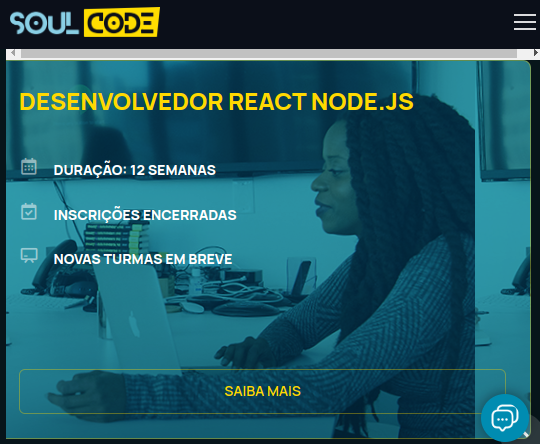 SOUL CODE
DESENVOLVEDOR REACT NODE.JS
DURAÇÃO: 12 SEMANAS
INSCRIÇÕES ENCERRADAS
NOVAS TURMAS EM BREVE
SAIBA MAIS